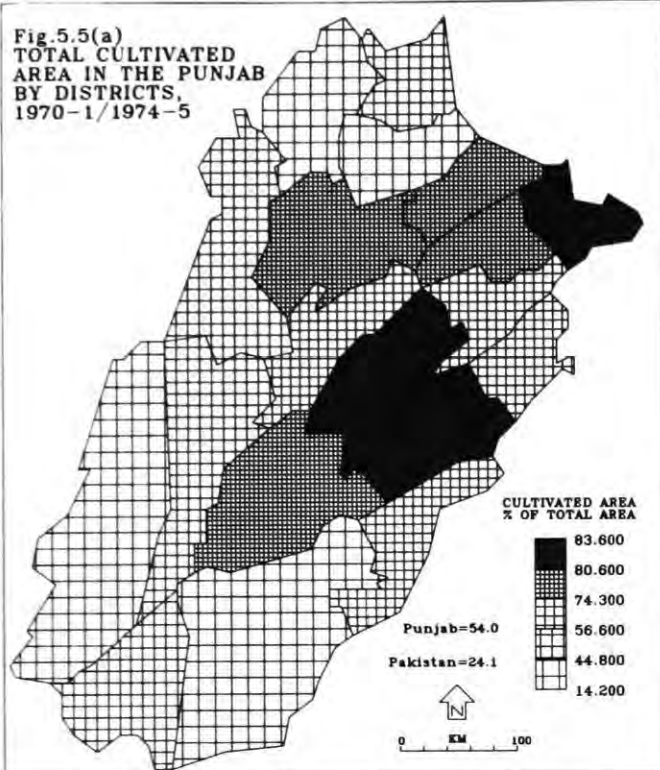 Fig.5.5(a)
TOTAL CULTIVATED
AREA IN THE PUNJAB
BY DISTRICTS,
1970-1/1974-5
CULTIVATED AREA
% OF TOTAL AREA
83.600
80.600
74.300
56.600
44.800
14.200
Punjab=54.0
Pakistan=24.1
N
0 KM 100